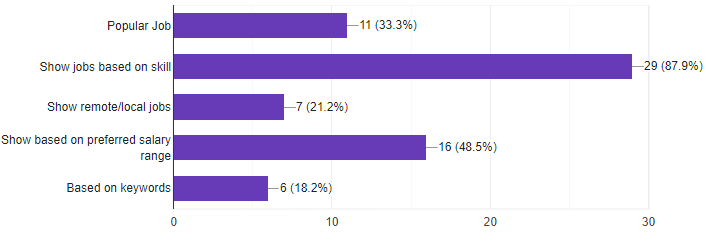 Popular Job
11 (33.3%)
Show jobs based on skill
29 (87.9%)
Show remote/local jobs
7 (21.2%)
Show based on preferred salary
range
16 (48.5%)
Based on keywords
6 (18.2%)
0
10
20
30